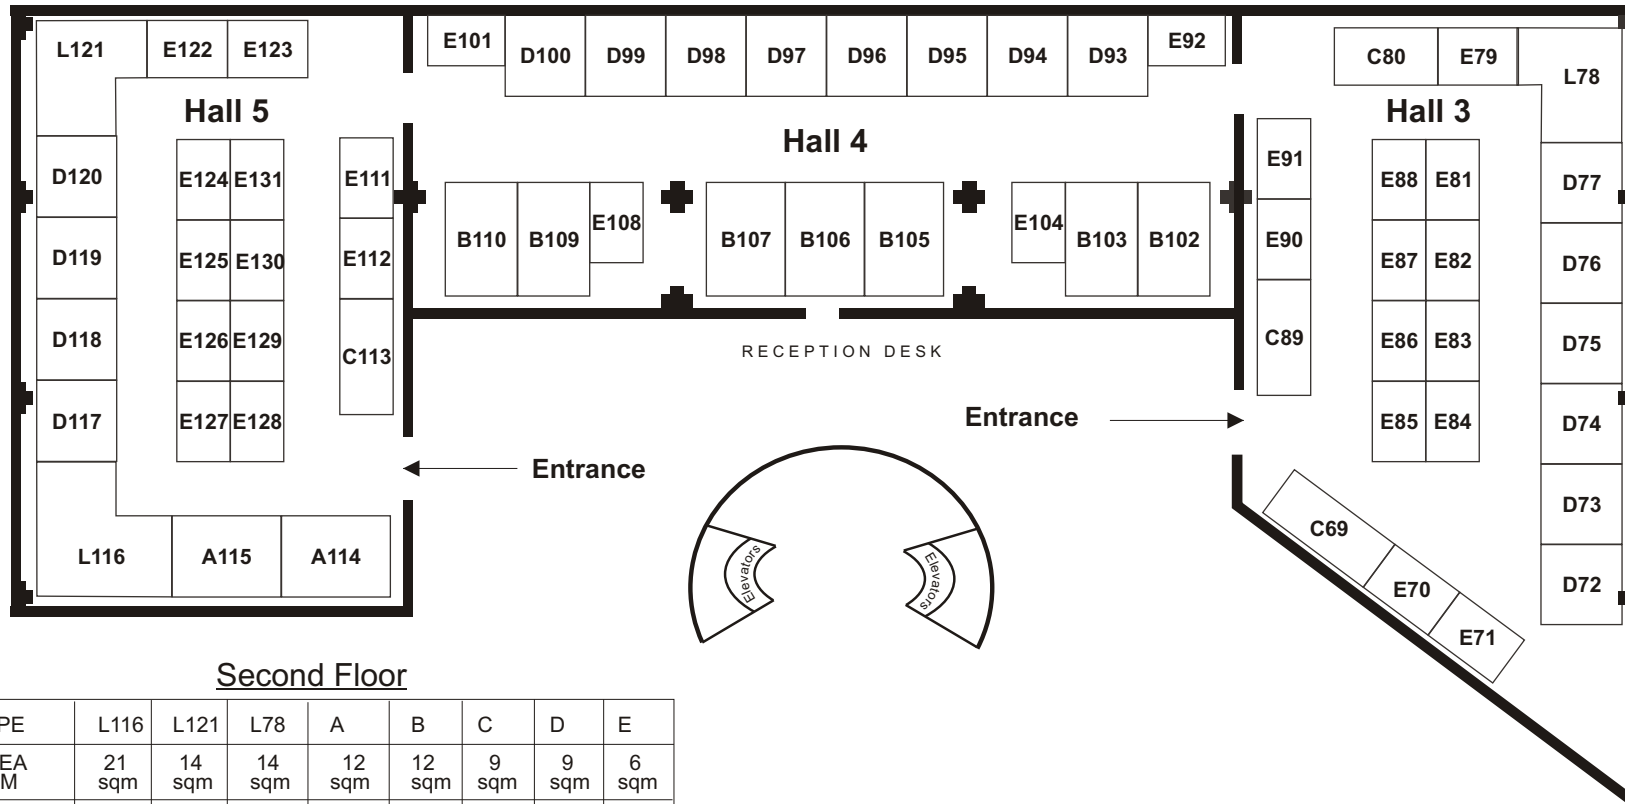 L121 E122 E123
Hall 5
D120
D119
D118
D117
L116 A115 A114
E124 E131
E125 E130
E126 E129
E127 E128
E111
E112
C113
E101 D100 D99 D98 D97 D96 D95 D94 D93 E92
Hall 4
B110 B109 E108 B107 B106 B105 E104 B103 B102
RECEPTION DESK
Entrance
Entrance
Elevators
Elevators
C80 E79 L78
Hall 3
E91
E90
C89
E88 E81
E87 E82
E86 E83
E85 E84
D77
D76
D75
D74
D73
D72
C69
E70
E71
Second Floor
PE L116 L121 L78 A B C D E
EA 21 14 14 12 12 9 9 6
M sqm sqm sqm sqm sqm sqm sqm sqm